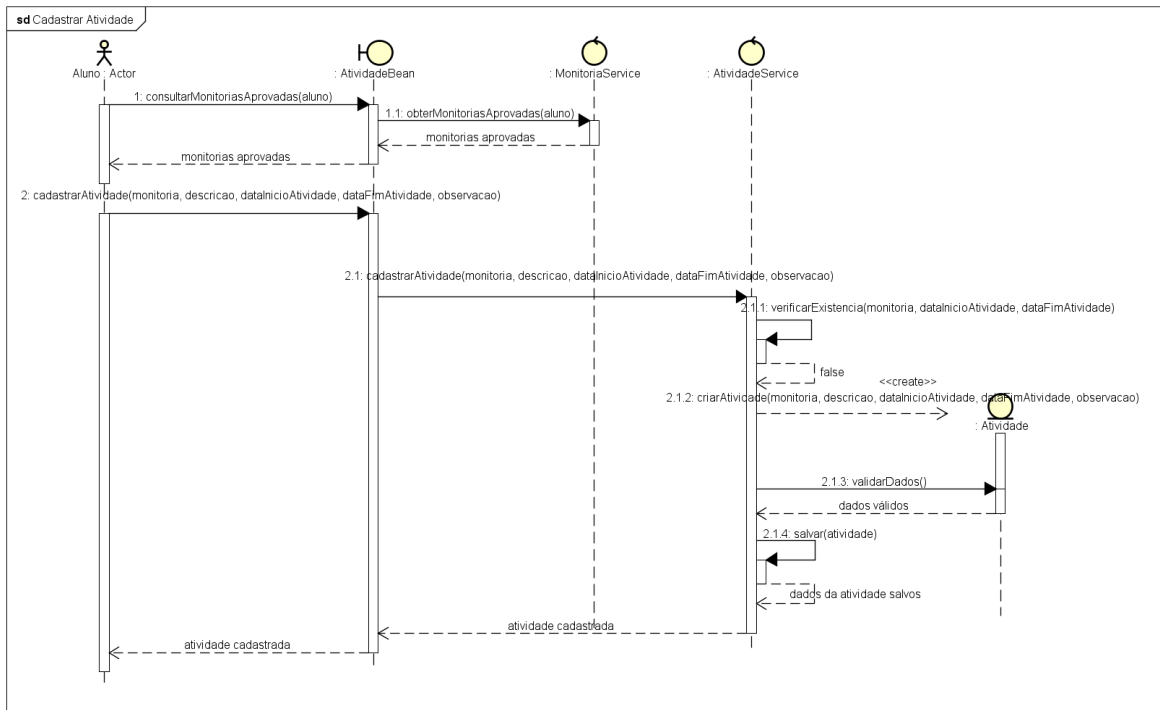 sd Cadastrar Atividade
Aluno : Actor
: AtividadeBean
: MonitoriaService
: AtividadeService
1: consultarMonitoriasAprovadas(aluno)
1.1: obterMonitoriasAprovadas(aluno)
monitorias aprovadas
monitorias aprovadas
2: cadastrarAtividade(monitoria, descricao, dataInicioAtividade, dataFimAtividade, observacao)
2.1: cadastrarAtividade(monitoria, descricao, dataInicioAtividade, dataFimAtividade, observacao)
2.1.1: verificarExistencia(monitoria, dataInicioAtividade, dataFimAtividade)
false
<<create>>
2.1.2: criarAtividade(monitoria, descricao, dataInicioAtividade, dataFimAtividade, observacao)
: Atividade
2.1.3: validarDados()
dados válidos
2.1.4: salvar(atividade)
dados da atividade salvos
atividade cadastrada
atividade cadastrada